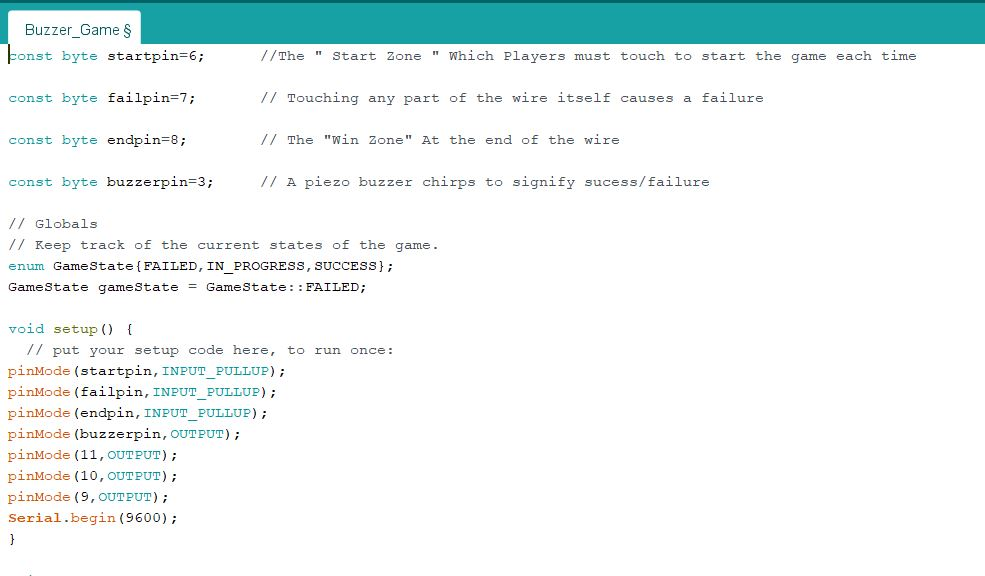 Buzzer_Game §
const byte startpin=6; //The " Start Zone " Which Players must touch to start the game each time
const byte failpin=7; // Touching any part of the wire itself causes a failure
const byte endpin=8; // The "Win Zone" At the end of the wire
const byte buzzerpin=3; // A piezo buzzer chirps to signify sucess/failure
// Globals
// Keep track of the current states of the game.
enum GameState{FAILED,IN_PROGRESS,SUCCESS};
GameState gameState = GameState::FAILED;
void setup() {
// put your setup code here, to run once:
pinMode(startpin,INPUT_PULLUP);
pinMode(failpin,INPUT_PULLUP);
pinMode(endpin,INPUT_PULLUP);
pinMode(buzzerpin,OUTPUT);
pinMode(11,OUTPUT);
pinMode(10,OUTPUT);
pinMode(9,OUTPUT);
Serial.begin(9600);
}